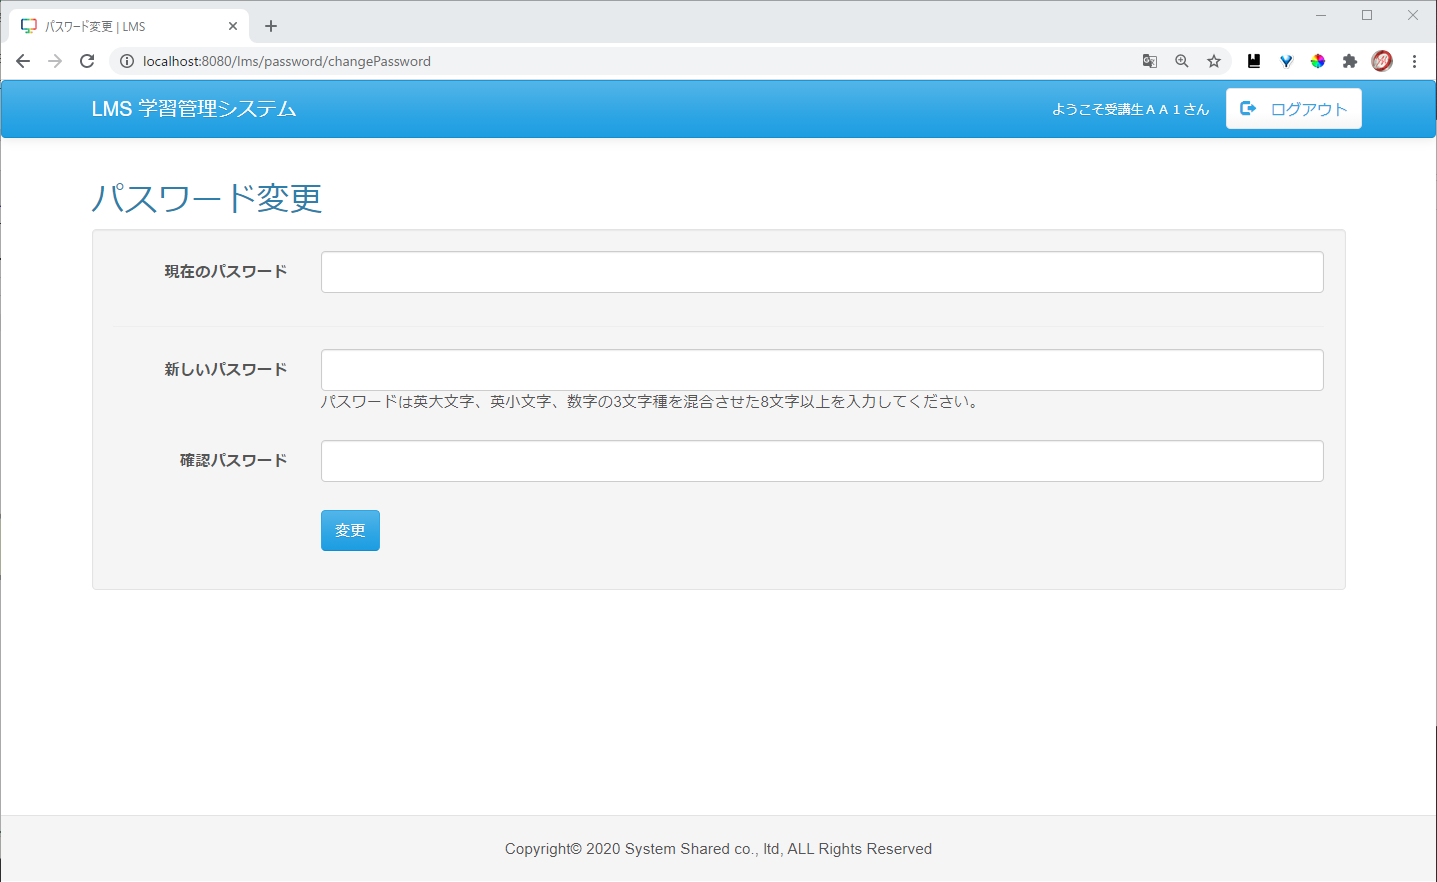 パスワード変更 | LMS
localhost:8080/lms/password/changePassword
LMS 学習管理システム
ようこそ受講生ＡＡ１さん
ログアウト
パスワード変更
現在のパスワード
新しいパスワード
パスワードは英大文字、英小文字、数字の3文字種を混合させた8文字以上を入力してください。
確認パスワード
変更
Copyright© 2020 System Shared co., ltd, ALL Rights Reserved